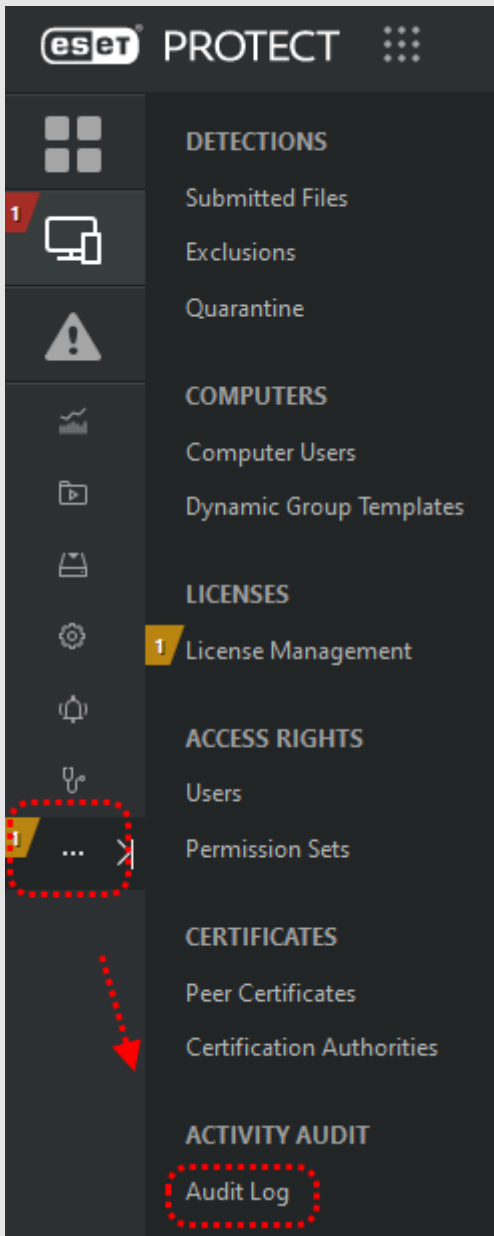 eset® PROTECT
DETECTIONS
Submitted Files
1
Exclusions
Quarantine
COMPUTERS
Computer Users
Dynamic Group Templates
LICENSES
1 License Management
ACCESS RIGHTS
Users
1
... Permission Sets
CERTIFICATES
Peer Certificates
Certification Authorities
ACTIVITY AUDIT
Audit Log